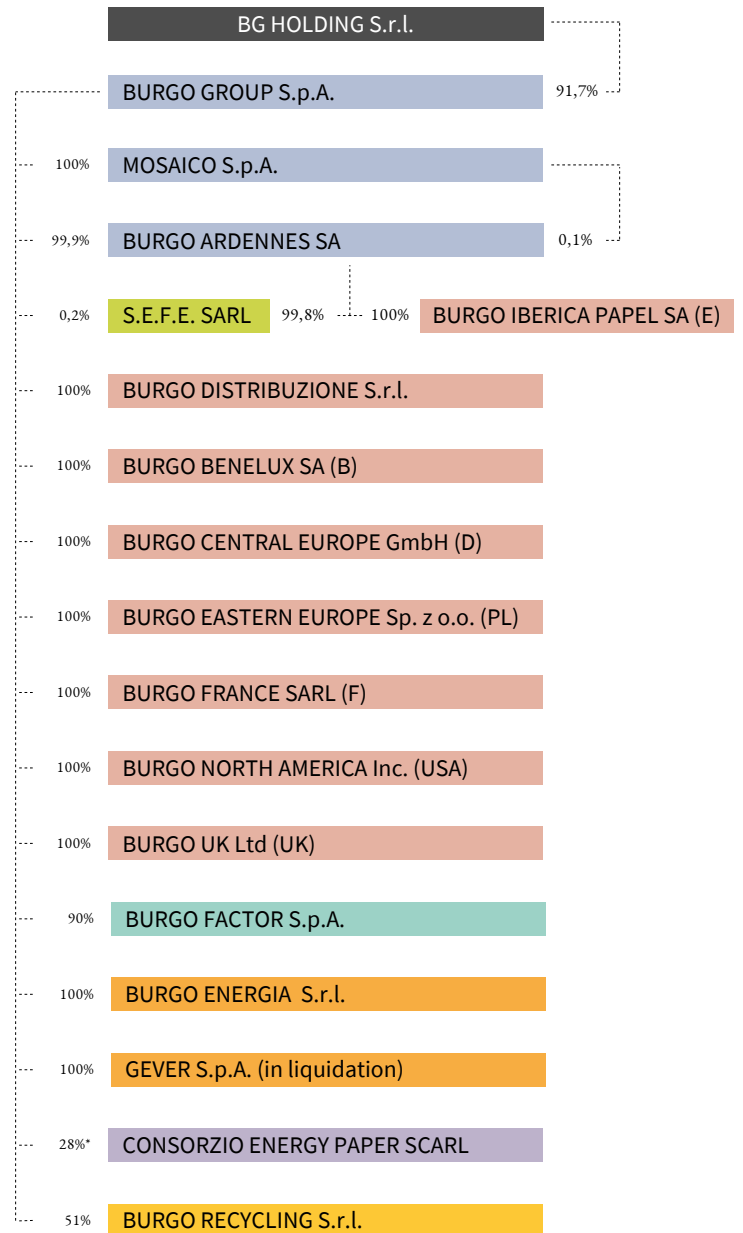 BG HOLDING S.r.l.
BURGO GROUP S.p.A. 91,7%
100% MOSAICO S.p.A.
99,9% BURGO ARDENNES SA 0,1%
0,2% S.E.F.E. SARL 99,8% 100% BURGO IBERICA PAPEL SA (E)
100% BURGO DISTRIBUZIONE S.r.l.
100% BURGO BENELUX SA (B)
100% BURGO CENTRAL EUROPE GmbH (D)
100% BURGO EASTERN EUROPE Sp. z o.o. (PL)
100% BURGO FRANCE SARL (F)
100% BURGO NORTH AMERICA Inc. (USA)
100% BURGO UK Ltd (UK)
90% BURGO FACTOR S.p.A.
100% BURGO ENERGIA S.r.l.
100% GEVER S.p.A. (in liquidation)
28%* CONSORZIO ENERGY PAPER SCARL
51% BURGO RECYCLING S.r.l.